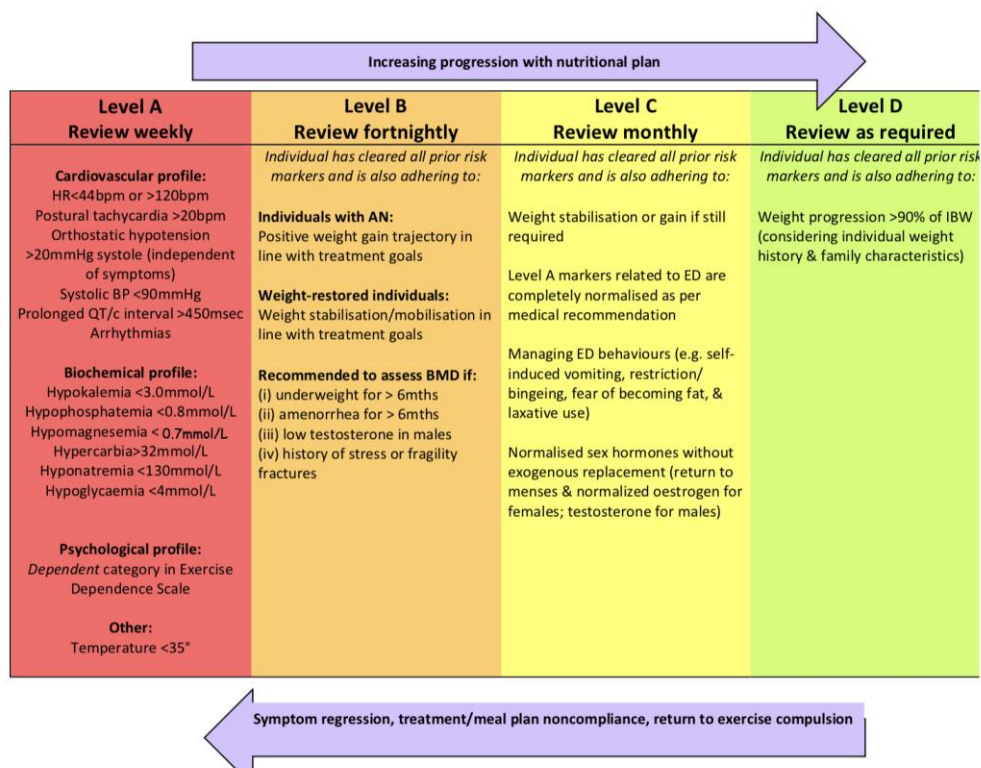 Increasing progression with nutritional plan
Level A
Review weekly
Cardiovascular profile:
HR<44bpm or >120bpm
Postural tachycardia >20bpm
Orthostatic hypotension
>20mmHg systole (independent
of symptoms)
Systolic BP <90mmHg
Prolonged QT/c interval >450msec
Arrhythmias
Biochemical profile:
Hypokalemia <3.0mmol/L
Hypophosphatemia <0.8mmol/L
Hypomagnesemia < 0.7mmol/L
Hypercarbia>32mmol/L
Hyponatremia <130mmol/L
Hypoglycaemia <4mmol/L
Psychological profile:
Dependent category in Exercise
Dependence Scale
Other:
Temperature <35°
Level B
Review fortnightly
Individual has cleared all prior risk
markers and is also adhering to:
Individuals with AN:
Positive weight gain trajectory in
line with treatment goals
Weight-restored individuals:
Weight stabilisation/mobilisation in
line with treatment goals
Recommended to assess BMD if:
(i) underweight for > 6mths
(ii) amenorrhea for > 6mths
(iii) low testosterone in males
(iv) history of stress or fragility
fractures
Level C
Review monthly
Individual has cleared all prior risk
markers and is also adhering to:
Weight stabilisation or gain if still
required
Level A markers related to ED are
completely normalised as per
medical recommendation
Managing ED behaviours (e.g. self-
induced vomiting, restriction/
bingeing, fear of becoming fat, &
laxative use)
Normalised sex hormones without
exogenous replacement (return to
menses & normalized oestrogen for
females; testosterone for males)
Level D
Review as required
Individual has cleared all prior risk
markers and is also adhering to:
Weight progression >90% of IBW
(considering individual weight
history & family characteristics)
Symptom regression, treatment/meal plan noncompliance, return to exercise compulsion